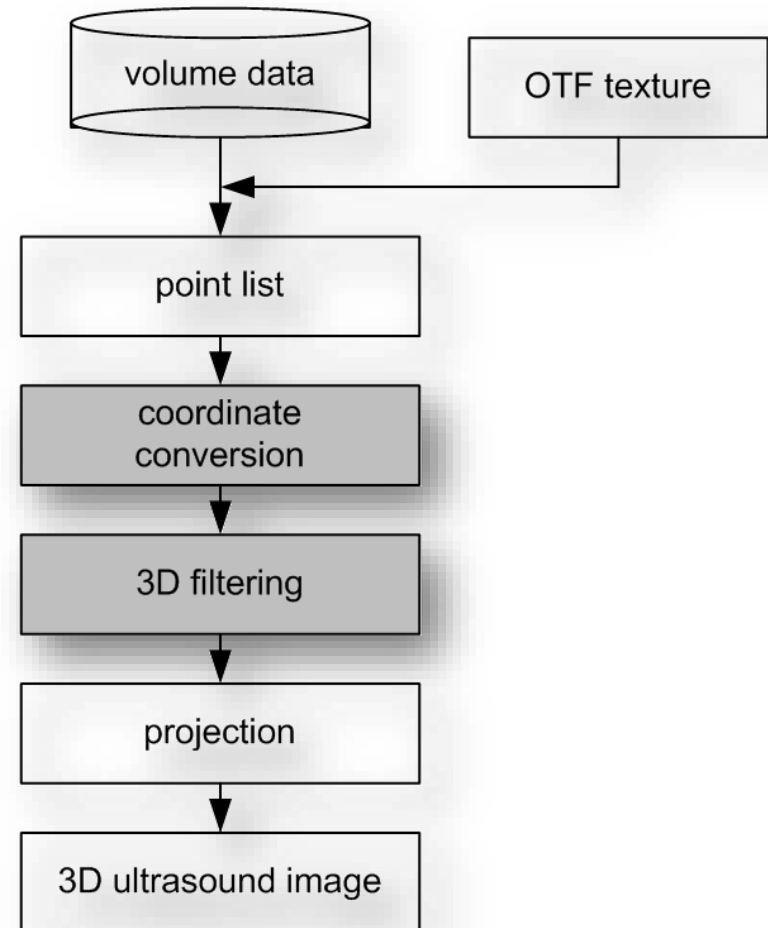 volume data
OTF texture
point list
coordinate
conversion
3D filtering
projection
3D ultrasound image